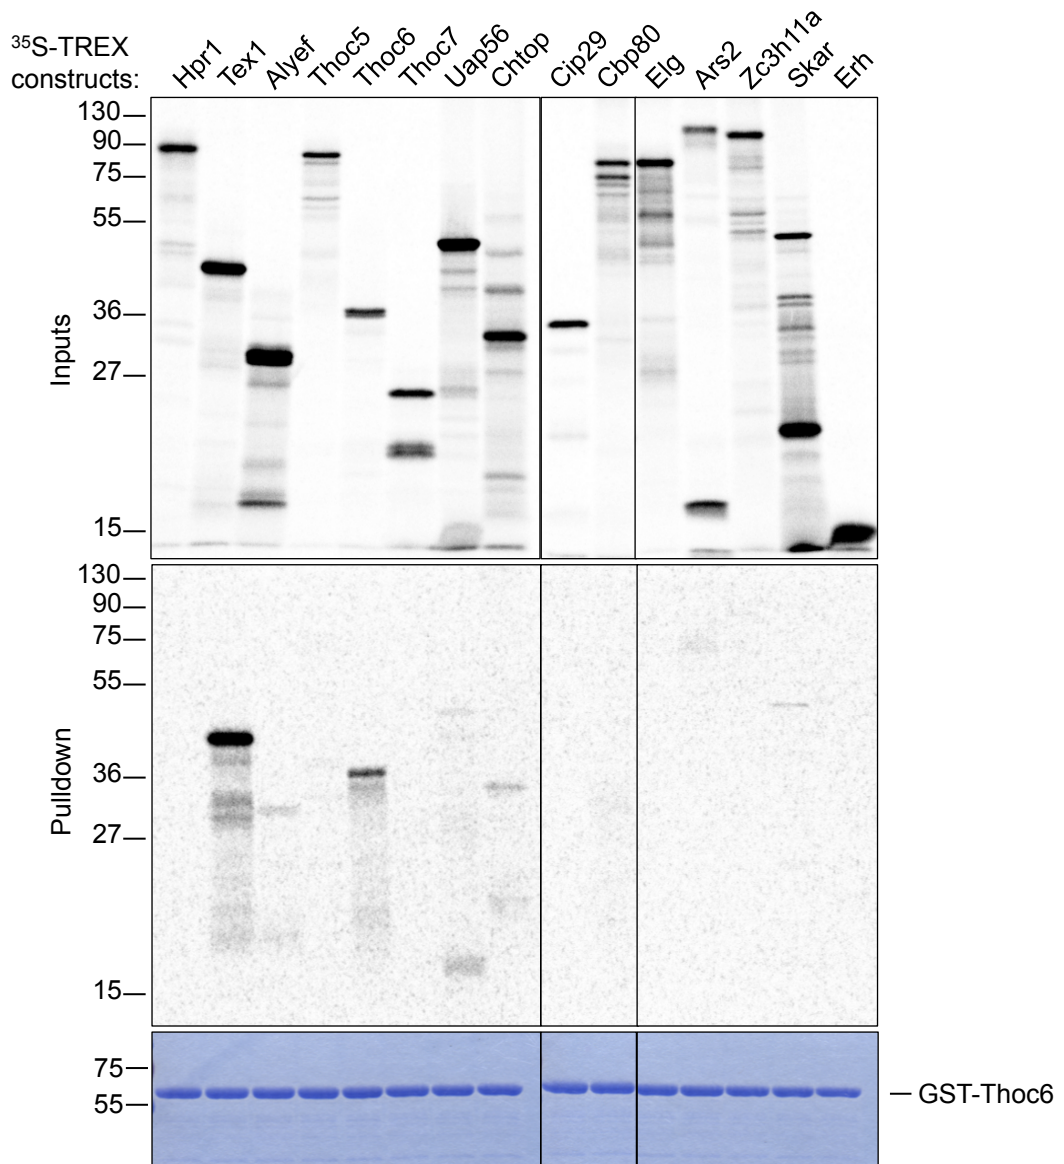 ³⁵S-TREX
constructs:
Hpr1
Tex1
Alyef
Thoc5
Thoc6
Thoc7
Uap56
Chtop
Cip29
Cbp80
Elg
Ars2
Zc3h11a
Skar
Erh
Inputs
130
90
75
55
36
27
15
Pulldown
130
90
75
55
36
27
15
75
55
GST-Thoc6